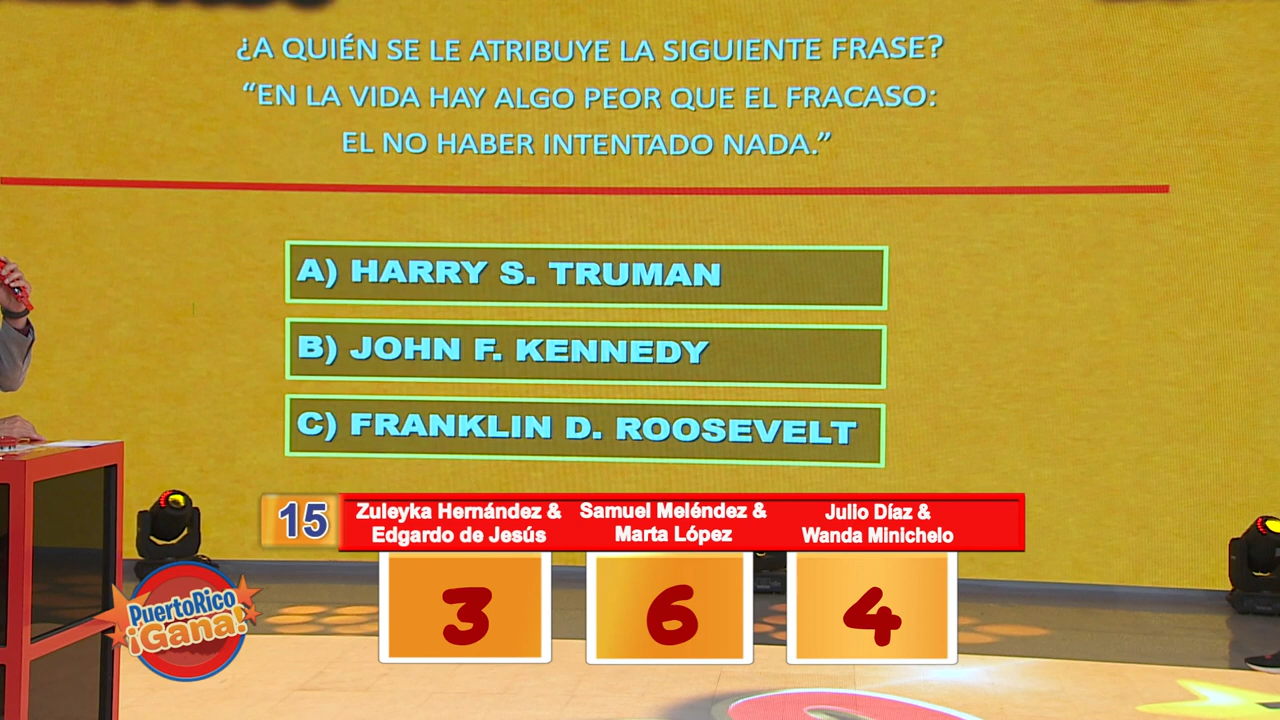 ¿A QUIÉN SE LE ATRIBUYE LA SIGUIENTE FRASE?
“EN LA VIDA HAY ALGO PEOR QUE EL FRACASO:
EL NO HABER INTENTADO NADA.”
A) HARRY S. TRUMAN
B) JOHN F. KENNEDY
C) FRANKLIN D. ROOSEVELT
15
Zuleyka Hernández &
Edgardo de Jesús
Samuel Meléndez &
Marta López
Julio Díaz &
Wanda Minichelo
3
6
4
PuertoRico
¡Gana!